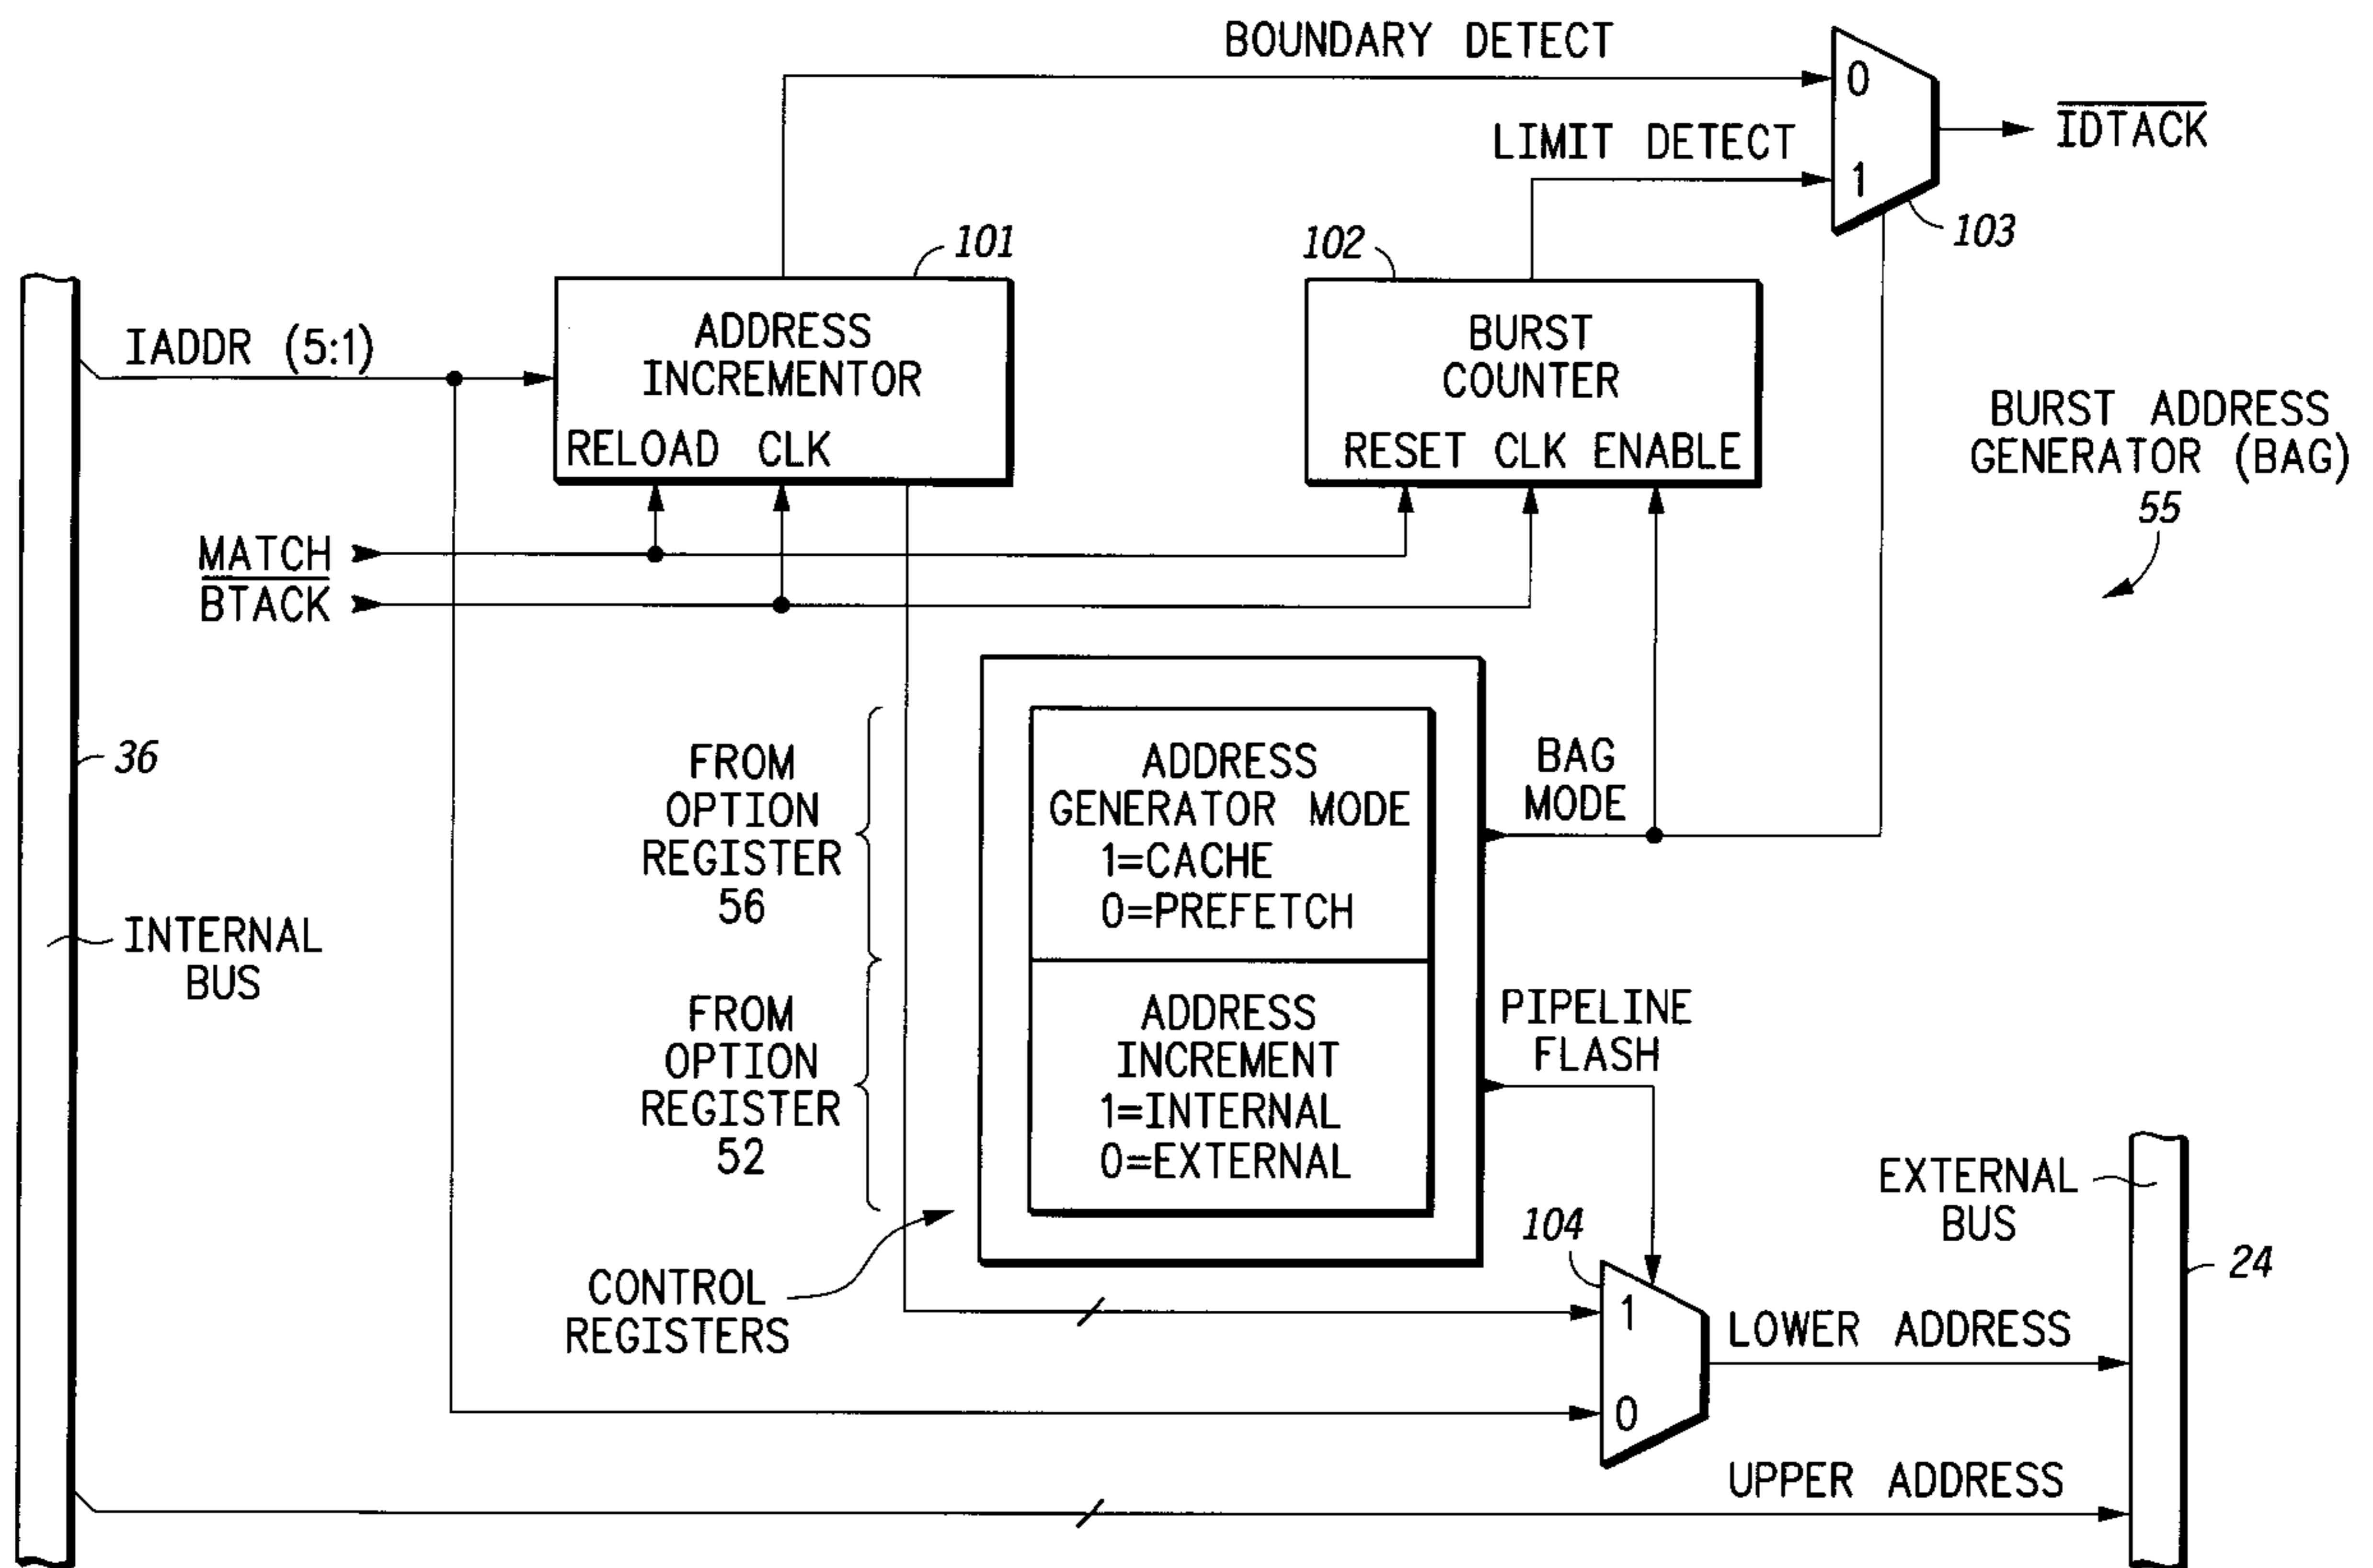 BOUNDARY DETECT
0
LIMIT DETECT
1
I̅D̅T̅A̅C̅K̅
103
101
102
IADDR (5:1)
ADDRESS
INCREMENTOR
RELOAD CLK
BURST
COUNTER
RESET CLK ENABLE
BURST ADDRESS
GENERATOR (BAG)
55
MATCH
B̅T̅A̅C̅K̅
36
INTERNAL
BUS
FROM
OPTION
REGISTER
56
ADDRESS
GENERATOR MODE
1=CACHE
0=PREFETCH
BAG
MODE
FROM
OPTION
REGISTER
52
ADDRESS
INCREMENT
1=INTERNAL
0=EXTERNAL
PIPELINE
FLASH
CONTROL
REGISTERS
104
1
0
EXTERNAL
BUS
24
LOWER ADDRESS
UPPER ADDRESS